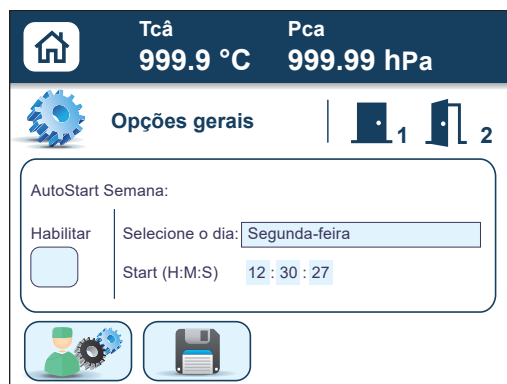 Tcâ Pca
999.9 °C 999.99 hPa
Opções gerais 1 2
AutoStart Semana:
Habilitar Selecione o dia: Segunda-feira
Start (H:M:S) 12 : 30 : 27